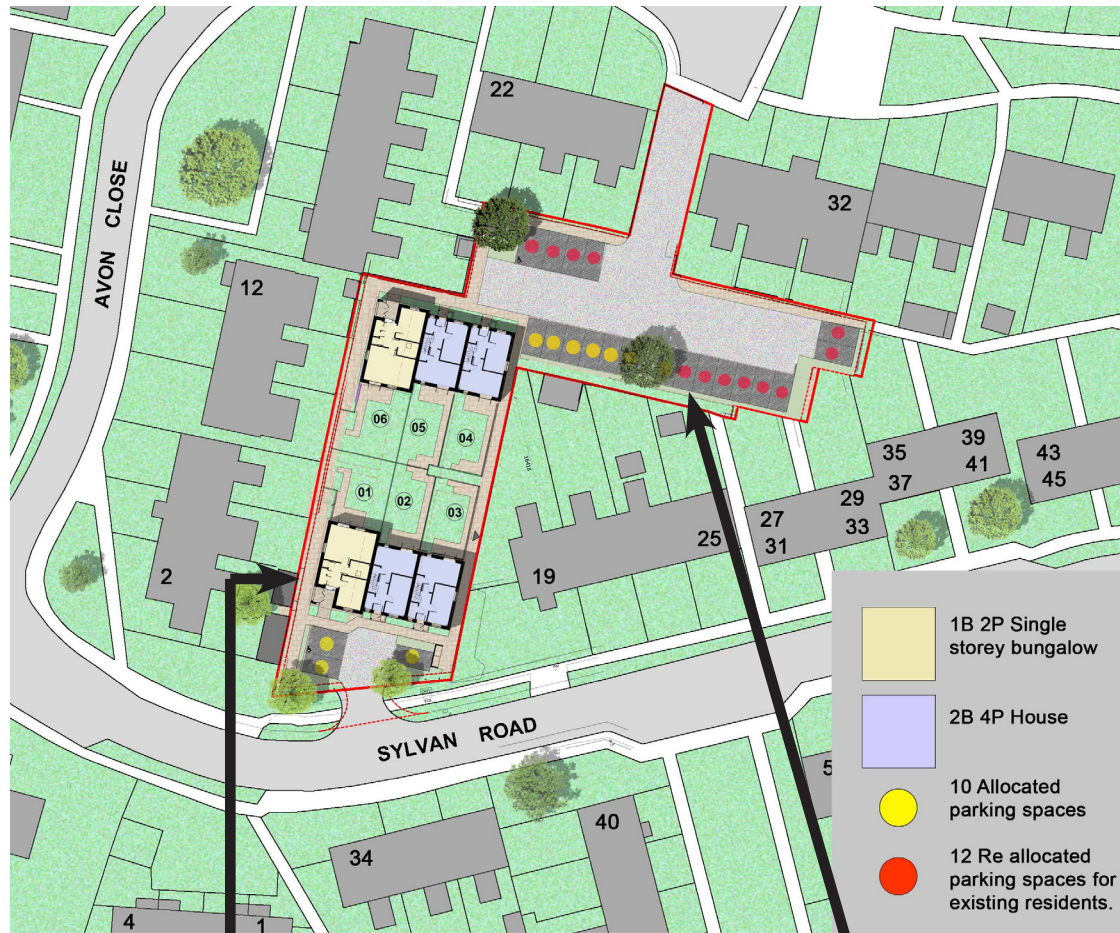 22
32
AVON CLOSE
12
06
05
04
01
02
03
2
19
25
27
31
29
33
35
37
39
41
43
45
SYLVAN ROAD
34
40
5
4
1
1B 2P Single
storey bungalow
2B 4P House
10 Allocated
parking spaces
12 Re allocated
parking spaces for
existing residents.